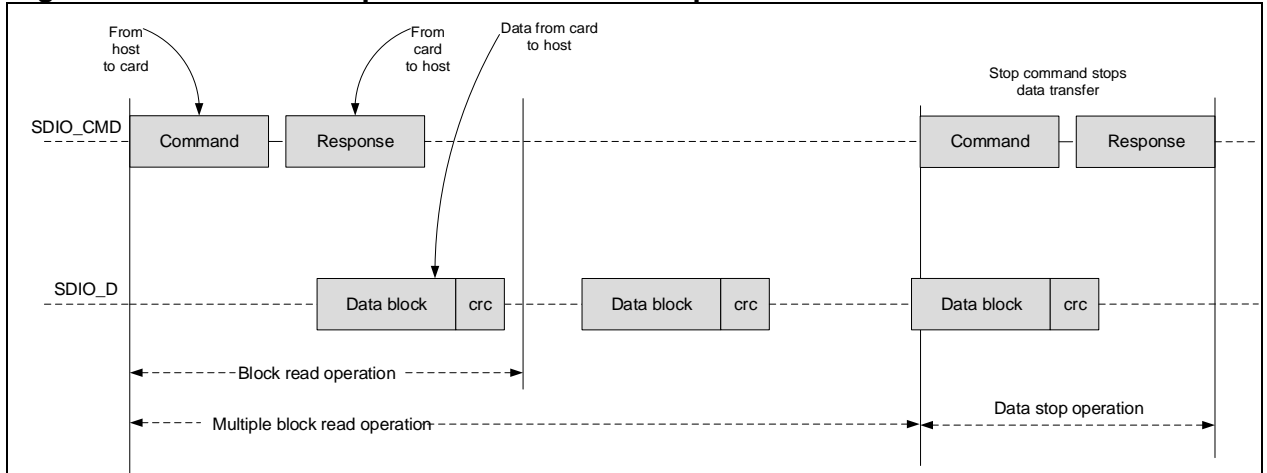 From
host
to card
From
card
to host
Data from card
to host
Stop command stops
data transfer
SDIO_CMD
Command
Response
Command
Response
SDIO_D
Data block
crc
Data block
crc
Data block
crc
Block read operation
Multiple block read operation
Data stop operation